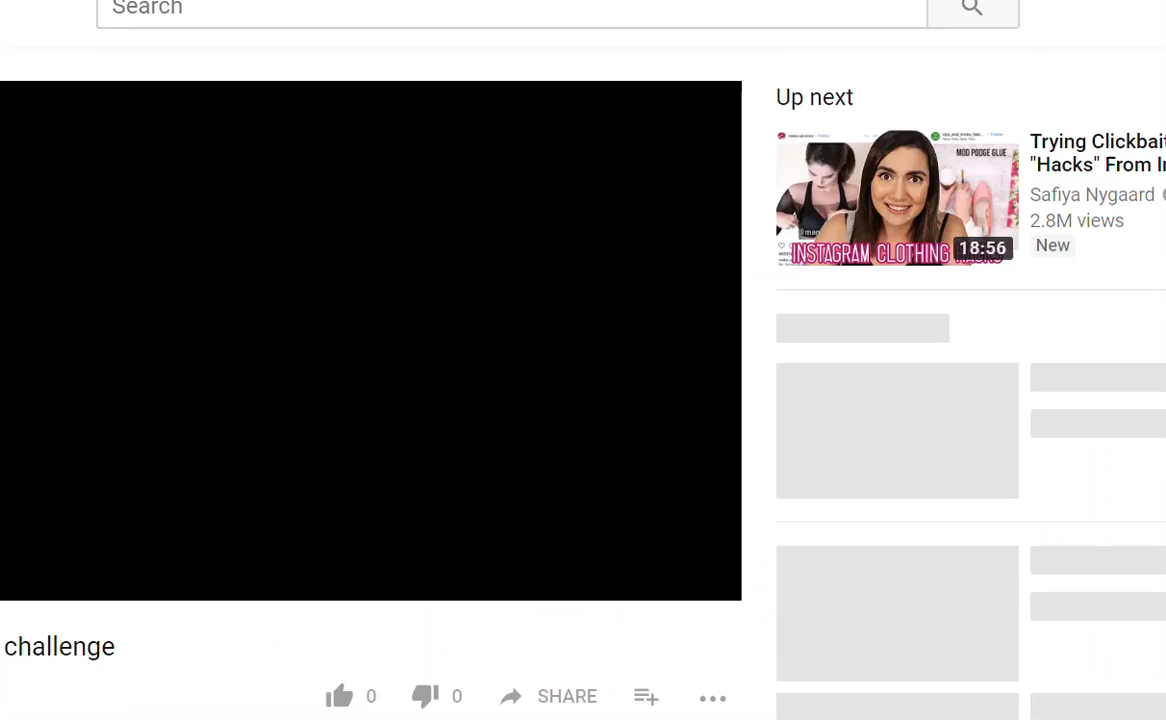 Search
Up next
MOD PODGE GLUE
INSTAGRAM CLOTHING HACKS
18:56
Trying Clickbait
"Hacks" From I
Safiya Nygaard
2.8M views
New
challenge
0
0
SHARE